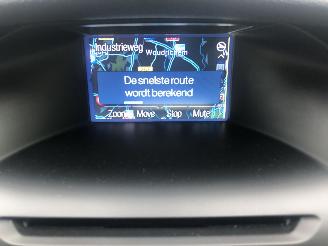 Industrieweg
Woudrichem
De snelste route
wordt berekend
Zoom Move Stop Mute